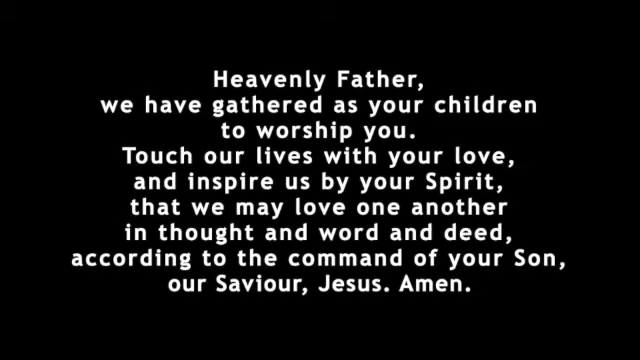 Heavenly Father,
we have gathered as your children
to worship you.
Touch our lives with your love,
and inspire us by your Spirit,
that we may love one another
in thought and word and deed,
according to the command of your Son,
our Saviour, Jesus. Amen.